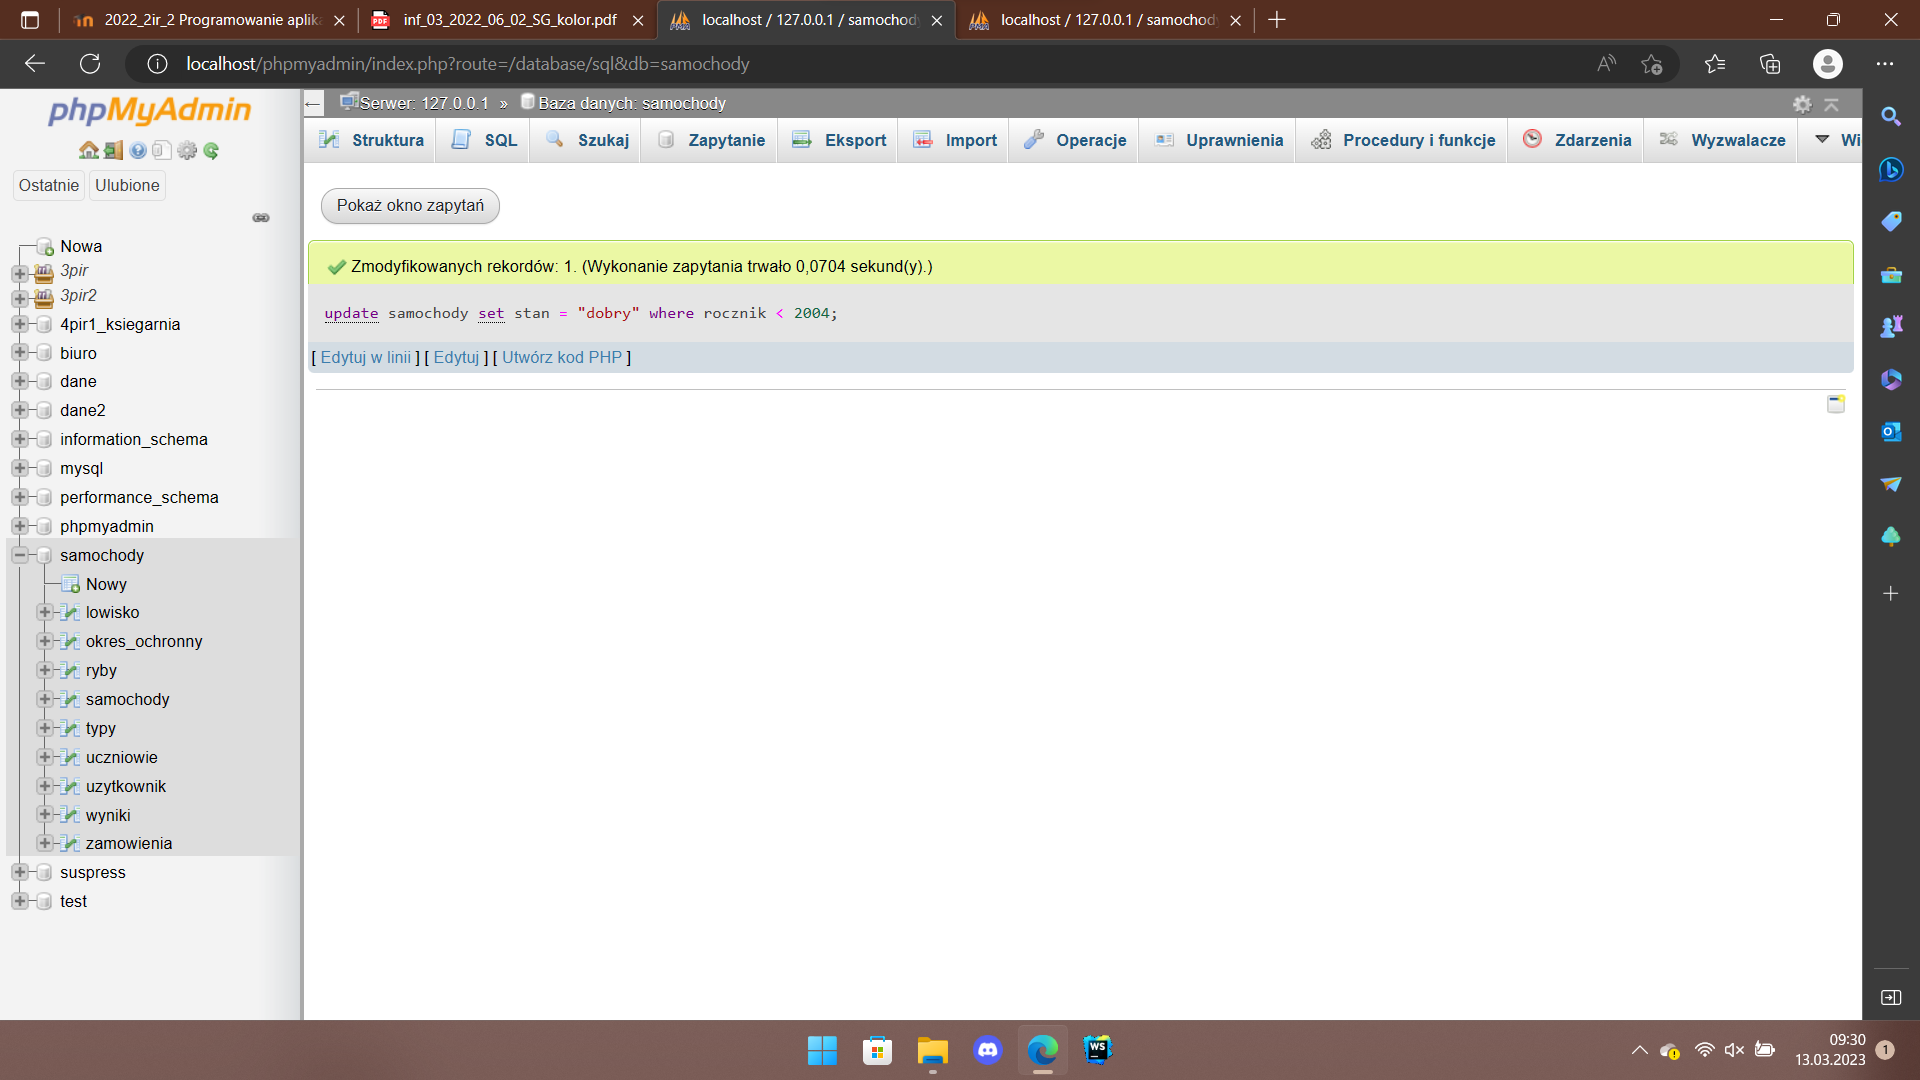 2022_2ir_2 Programowanie aplik
inf_03_2022_06_02_SG_kolor.pdf
localhost / 127.0.0.1 / samochody
localhost / 127.0.0.1 / samochody
localhost/phpmyadmin/index.php?route=/database/sql&db=samochody
phpMyAdmin
Ostatnie
Ulubione
Nowa
3pir
3pir2
4pir1_ksiegarnia
biuro
dane
dane2
information_schema
mysql
performance_schema
phpmyadmin
samochody
Nowy
lowisko
okres_ochronny
ryby
samochody
typy
uczniowie
uzytkownik
wyniki
zamowienia
suspress
test
Serwer: 127.0.0.1 » Baza danych: samochody
Struktura
SQL
Szukaj
Zapytanie
Eksport
Import
Operacje
Uprawnienia
Procedury i funkcje
Zdarzenia
Wyzwalacze
Wi
Pokaż okno zapytań
Zmodyfikowanych rekordów: 1. (Wykonanie zapytania trwało 0,0704 sekund(y).)
update samochody set stan = "dobry" where rocznik < 2004;
[ Edytuj w linii ] [ Edytuj ] [ Utwórz kod PHP ]
WS
09:30
13.03.2023
1